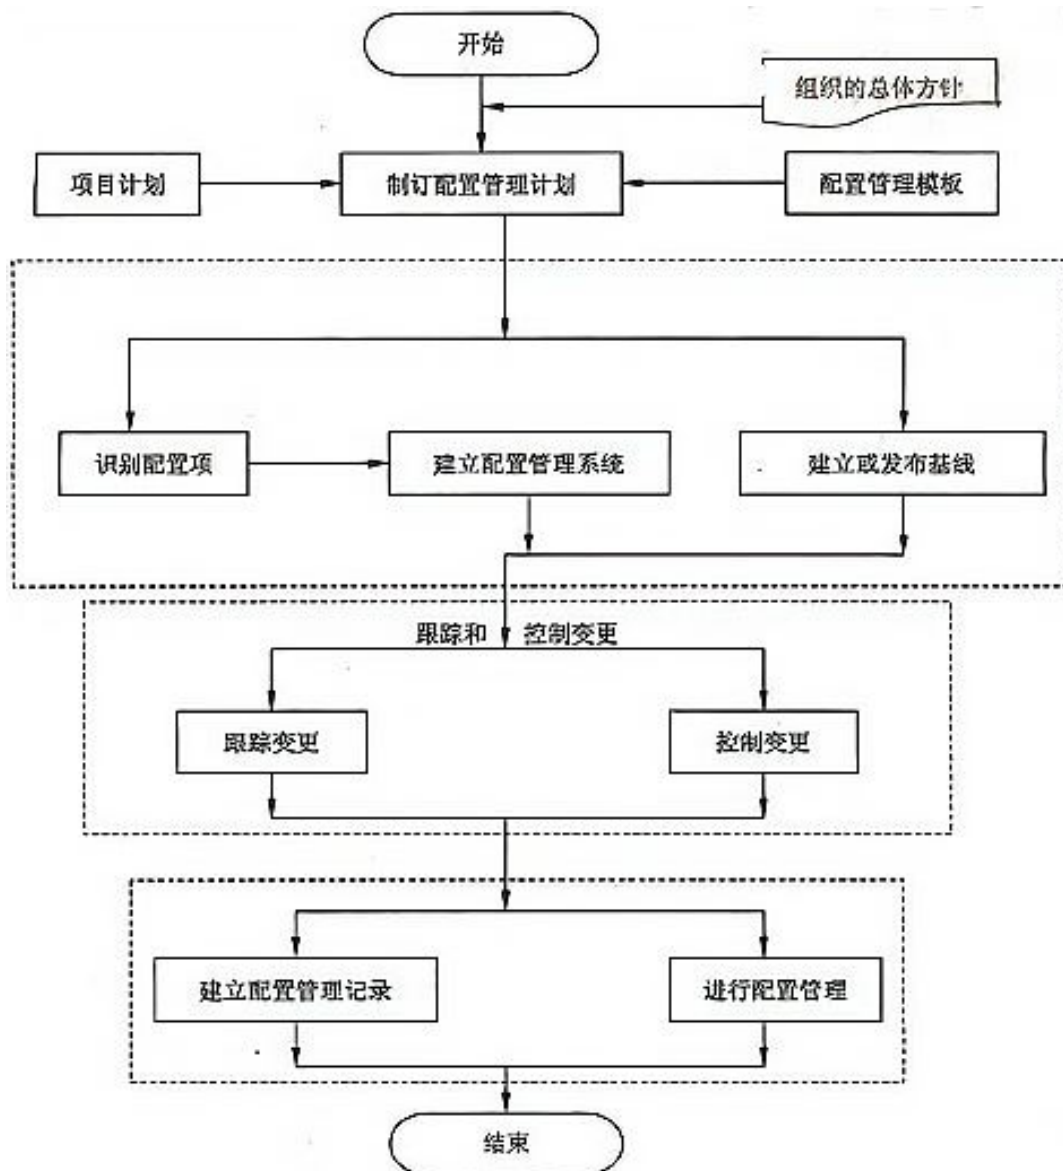 开始
组织的总体方针
项目计划
制订配置管理计划
配置管理模板
识别配置项
建立配置管理系统
建立或发布基线
跟踪和 控制变更
跟踪变更
控制变更
建立配置管理记录
进行配置管理
结束